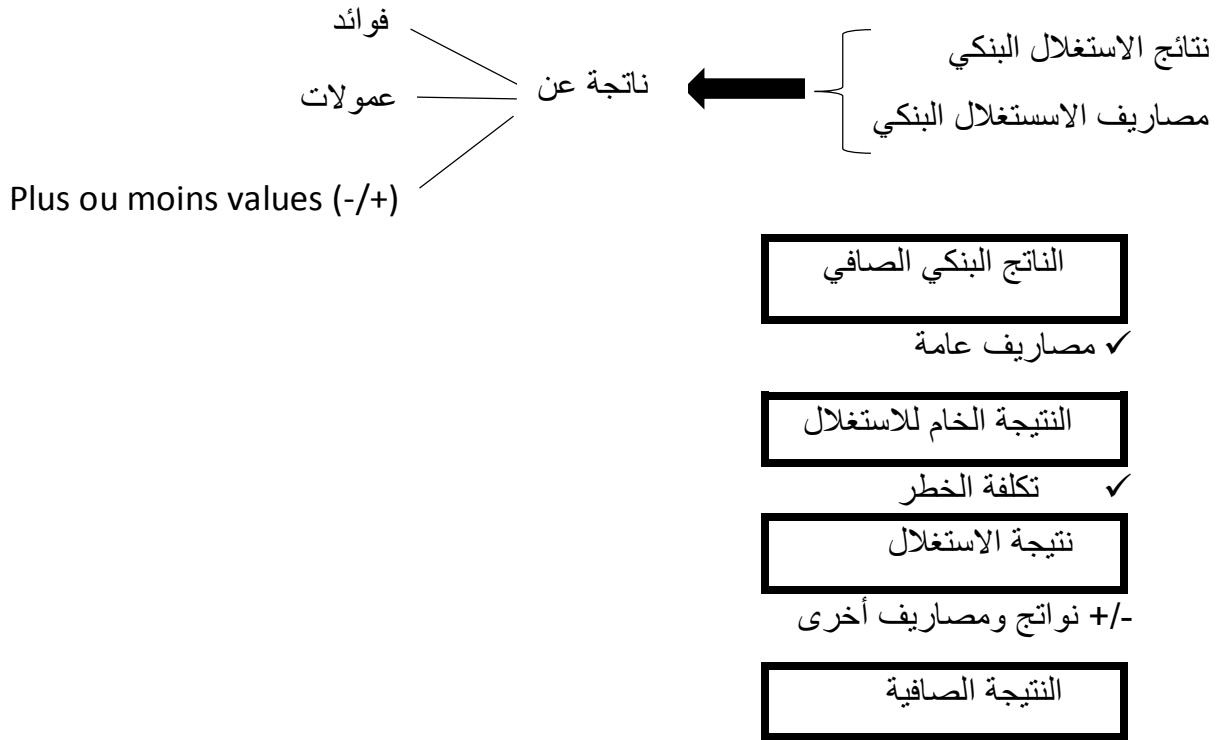 نتائج الاستغلال البنكي
مصاريف الاسستغلال البنكي
ناتجة عن
فوائد
عمولات
Plus ou moins values (-/+)
الناتج البنكي الصافي
✓ مصاريف عامة
النتيجة الخام للاستغلال
✓ تكلفة الخطر
نتيجة الاستغلال
+/- نواتج ومصاريف أخرى
النتيجة الصافية